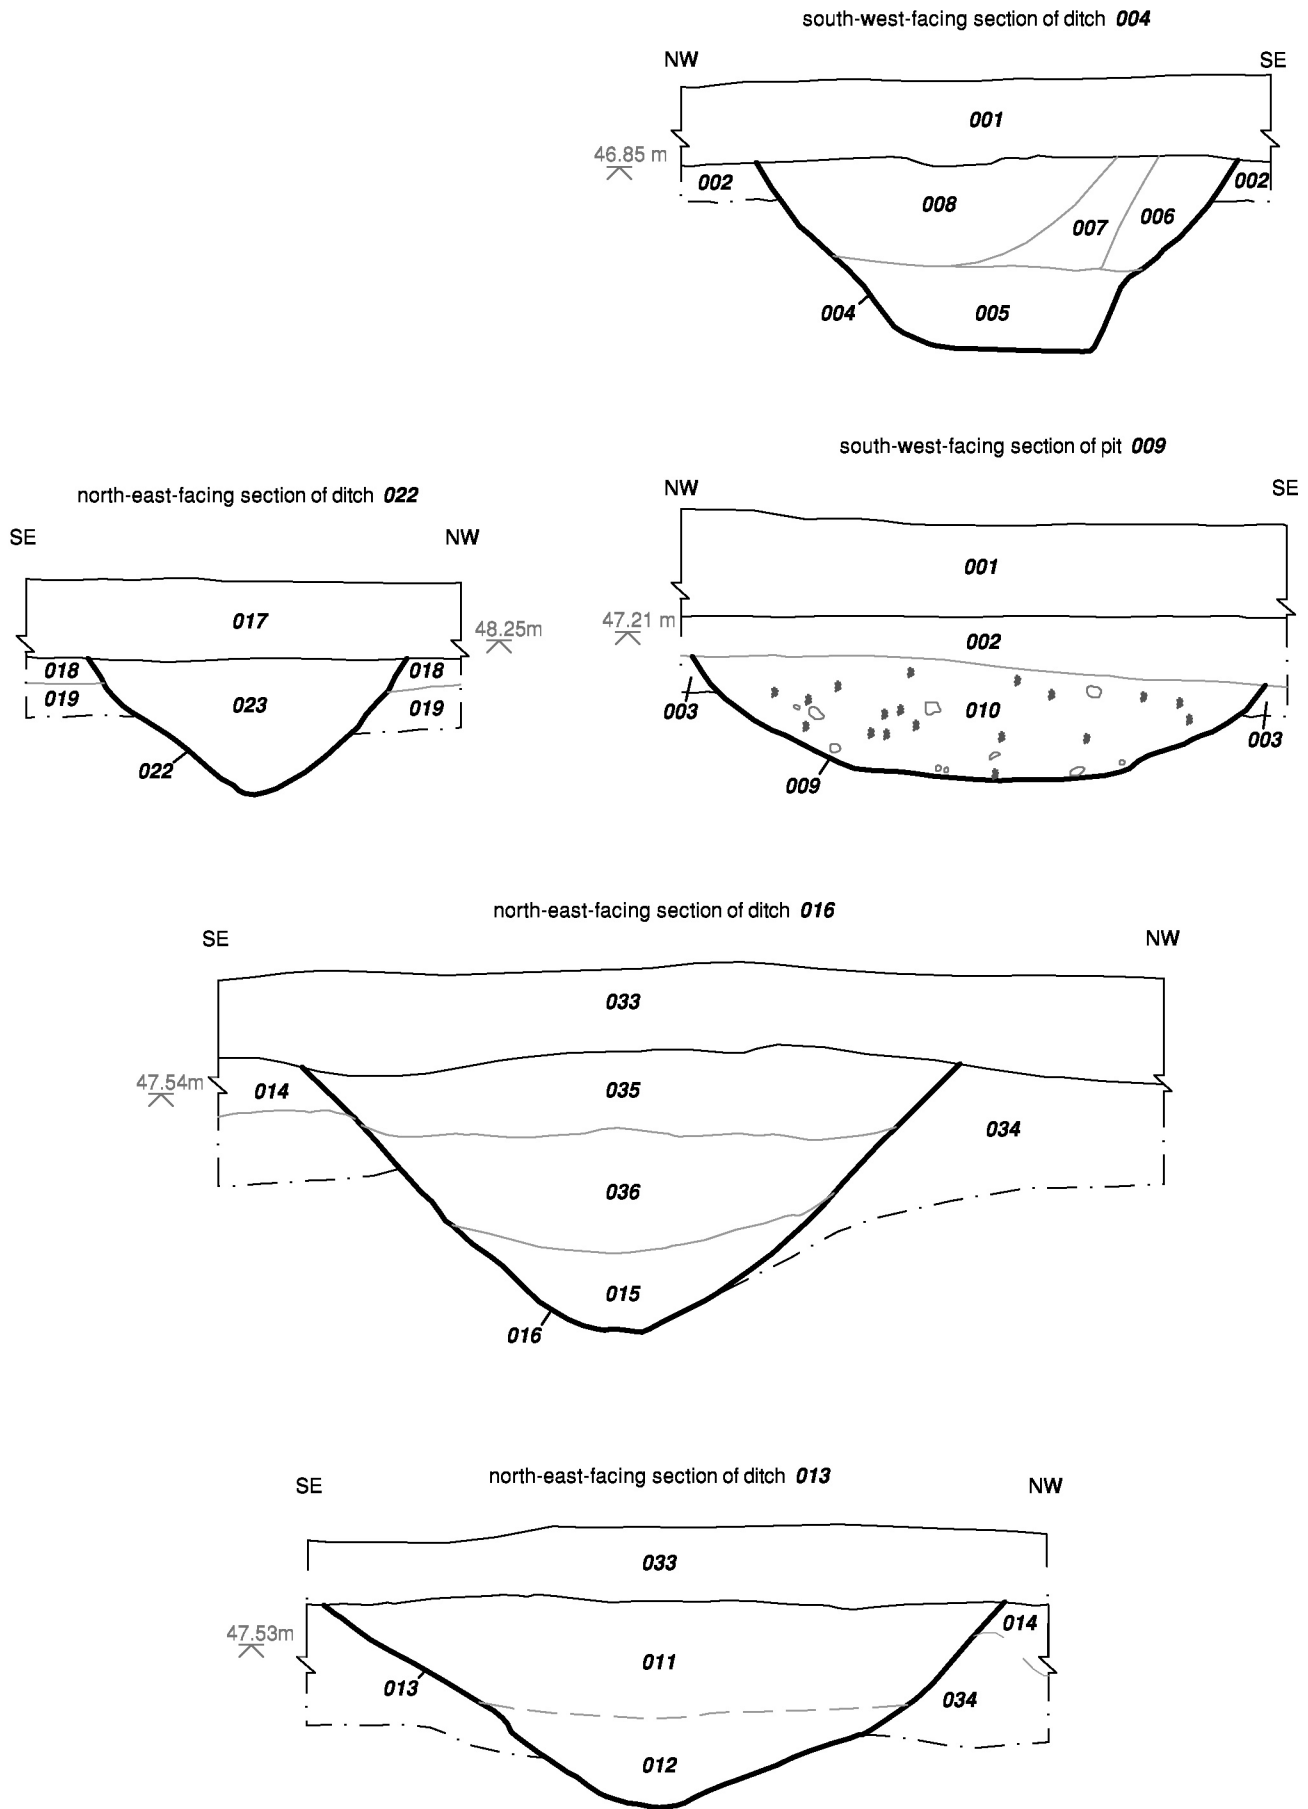 south-west-facing section of ditch 004
NW SE
001
46.85 m
002 002
008
006
007
004 005
south-west-facing section of pit 009
NW SE
001
47.21 m
002
010
003 003
009
north-east-facing section of ditch 022
SE NW
017
48.25m
018 018
019 023 019
022
north-east-facing section of ditch 016
SE NW
033
47.54m
014 035
034
036
015
016
north-east-facing section of ditch 013
SE NW
033
014
47.53m
011
013 034
012